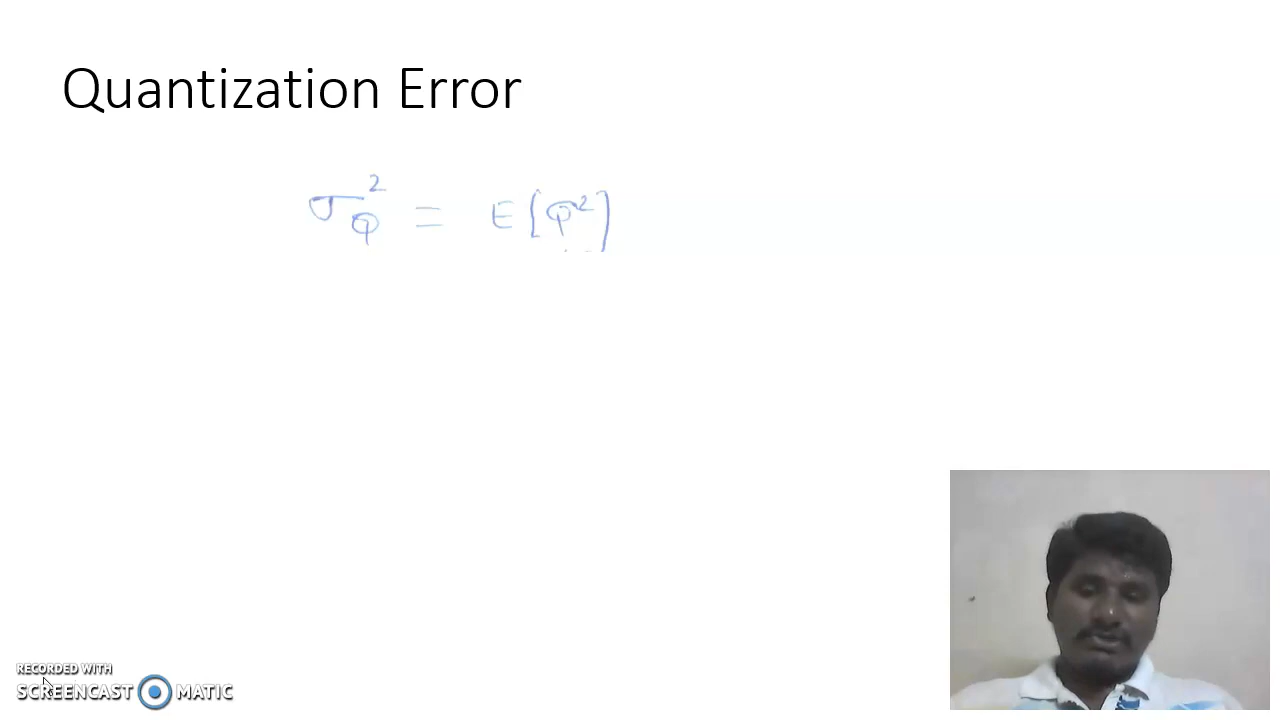 Quantization Error
σ_Q² = E[Q²]
RECORDED WITH
SCREENCAST MATIC